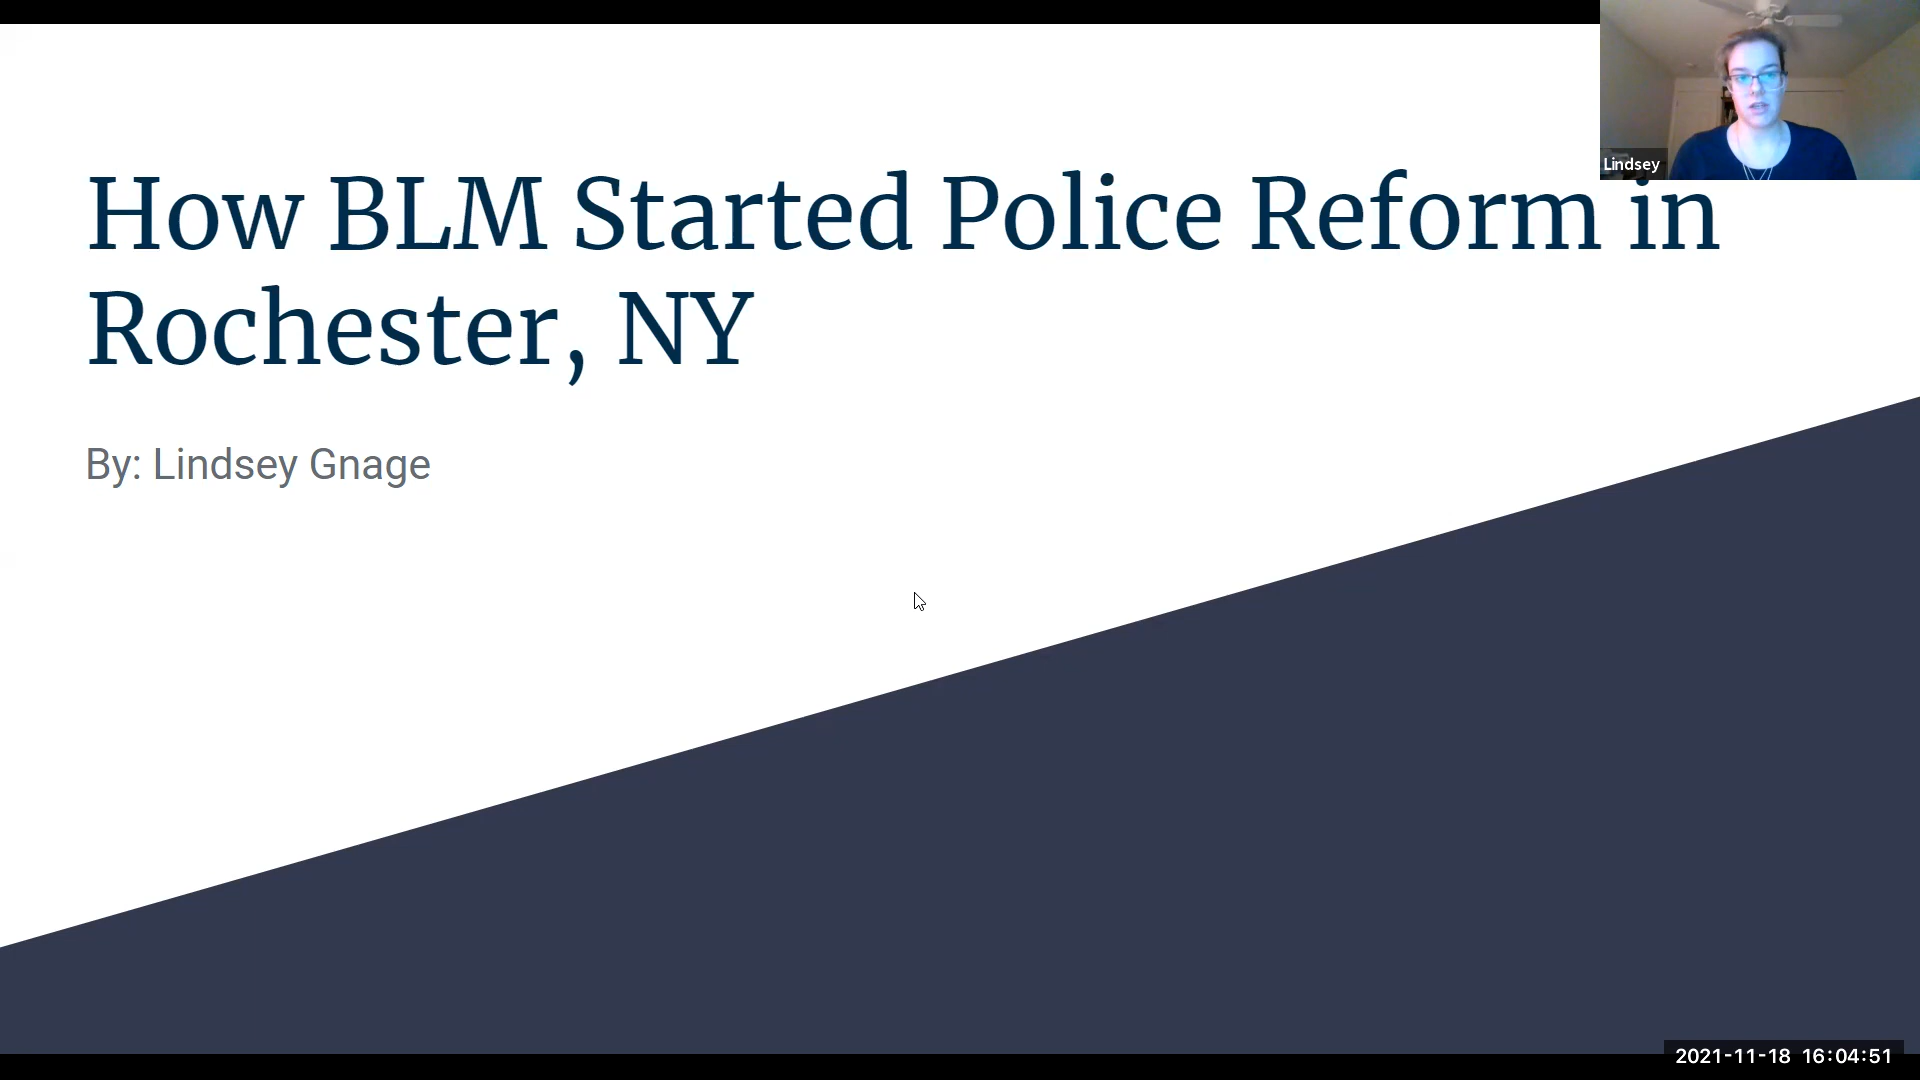 How BLM Started Police Reform in
Rochester, NY
By: Lindsey Gnage
Lindsey
2021-11-18 16:04:51